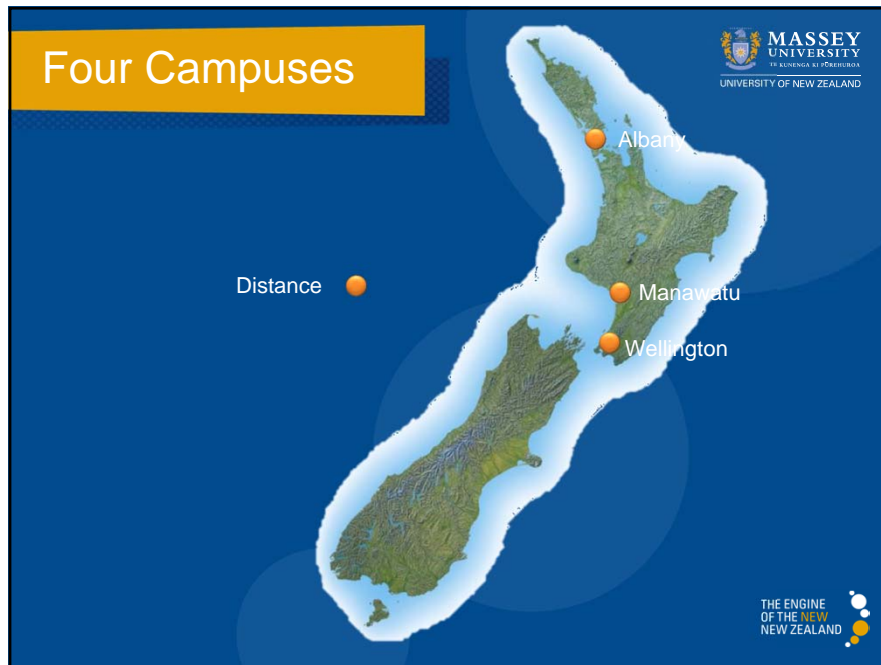 Four Campuses
MASSEY
UNIVERSITY
TE KUNENGA KI PŪREHUROA
UNIVERSITY OF NEW ZEALAND
Albany
Distance
Manawatu
Wellington
THE ENGINE
OF THE NEW
NEW ZEALAND